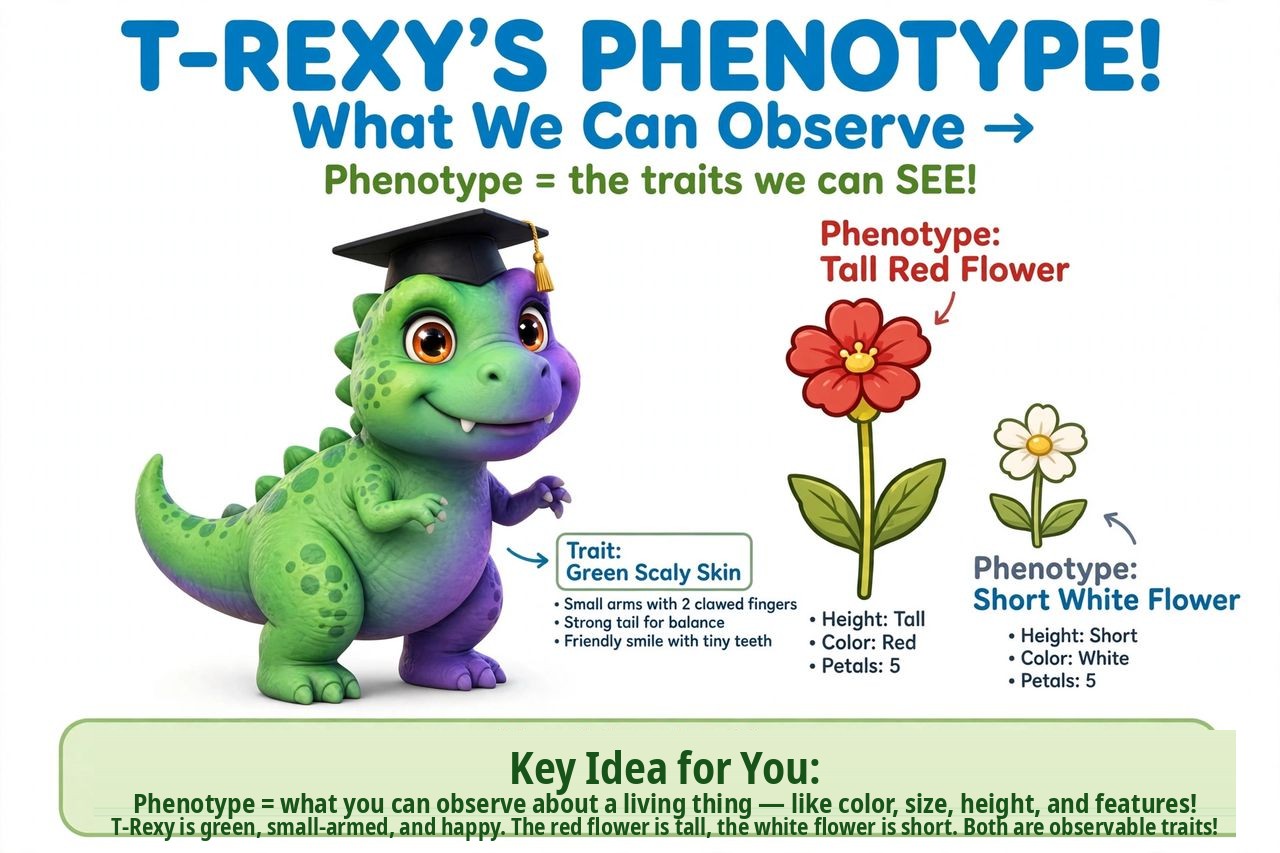 T-REXY'S PHENOTYPE!
What We Can Observe →
Phenotype = the traits we can SEE!
Phenotype:
Tall Red Flower
Trait:
Green Scaly Skin
• Small arms with 2 clawed fingers
• Strong tail for balance
• Friendly smile with tiny teeth
• Height: Tall
• Color: Red
• Petals: 5
Phenotype:
Short White Flower
• Height: Short
• Color: White
• Petals: 5
Key Idea for You:
Phenotype = what you can observe about a living thing — like color, size, height, and features!
T-Rexy is green, small-armed, and happy. The red flower is tall, the white flower is short. Both are observable traits!